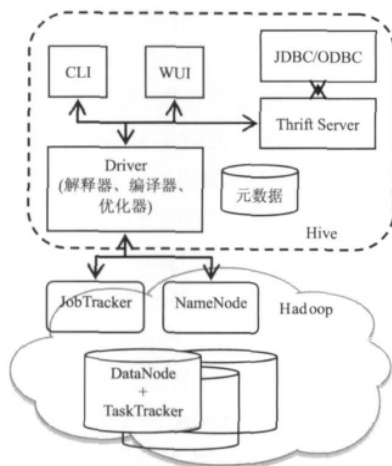 JDBC/ODBC
CLI
WUI
Thrift Server
Driver
(解释器、编译器、
优化器)
元数据
Hive
JobTracker
NameNode
Hadoop
DataNode
+
TaskTracker